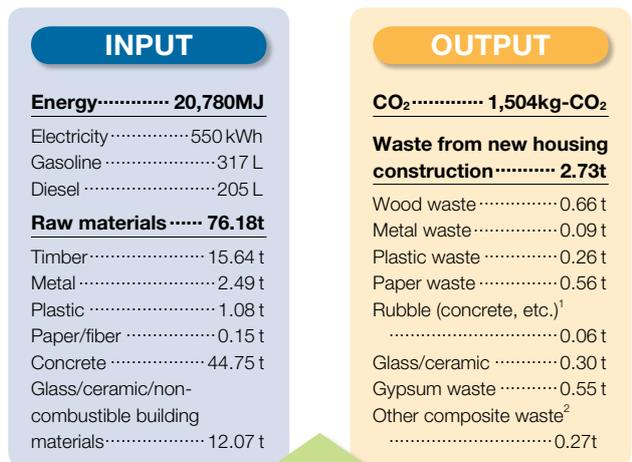 INPUT
Energy············· 20,780MJ
Electricity··············550 kWh
Gasoline ····················317 L
Diesel ························205 L
Raw materials ······ 76.18t
Timber····················· 15.64 t
Metal ······················· 2.49 t
Plastic ······················ 1.08 t
Paper/fiber ················0.15 t
Concrete ················· 44.75 t
Glass/ceramic/non-
combustible building
materials·················· 12.07 t
OUTPUT
CO₂············· 1,504kg-CO₂
Waste from new housing
construction··········· 2.73t
Wood waste ··············0.66 t
Metal waste···············0.09 t
Plastic waste ·············0.26 t
Paper waste ··············0.56 t
Rubble (concrete, etc.)¹
······························0.06 t
Glass/ceramic ············0.30 t
Gypsum waste ··········0.55 t
Other composite waste²
·····························0.27t